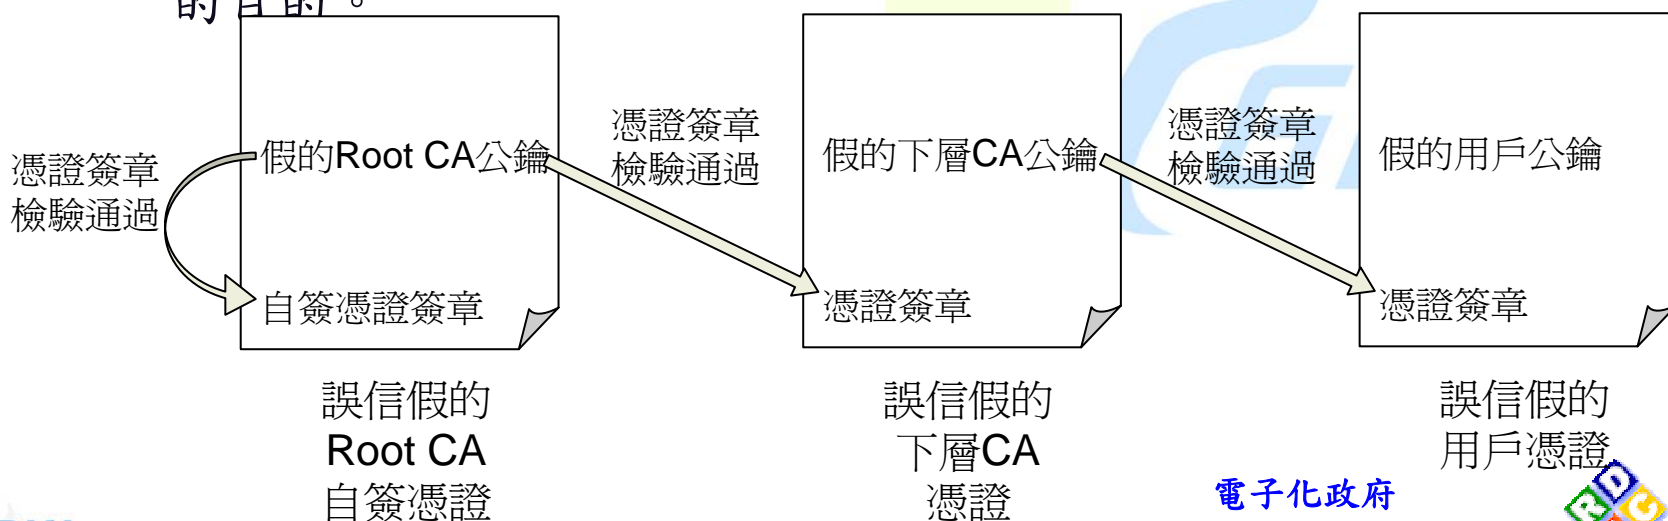 的目的。
憑證簽章
檢驗通過
假的Root CA公鑰
自簽憑證簽章
憑證簽章
檢驗通過
假的下層CA公鑰
憑證簽章
憑證簽章
檢驗通過
假的用戶公鑰
憑證簽章
誤信假的
Root CA
自簽憑證
誤信假的
下層CA
憑證
誤信假的
用戶憑證
電子化政府
R D C